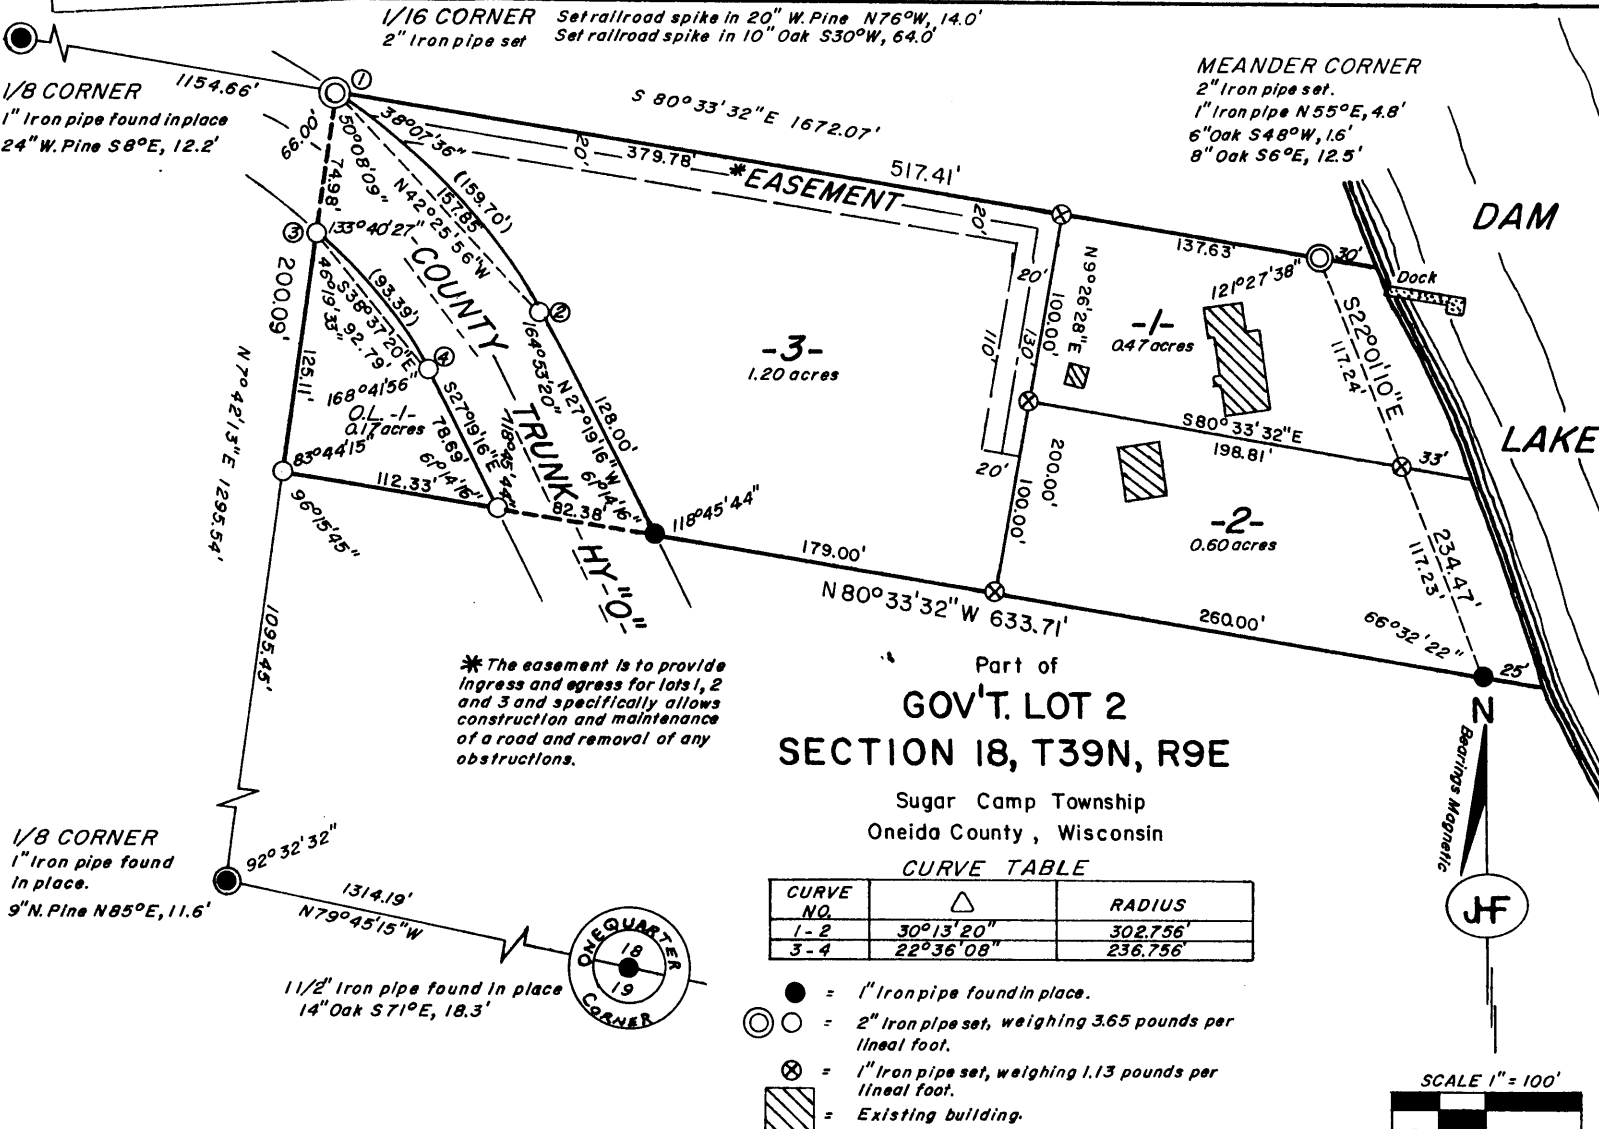 1/16 CORNER Set railroad spike in 20" W. Pine N76°W, 14.0'
2" Iron pipe set Set railroad spike in 10" Oak S30°W, 64.0'
1/8 CORNER
1" Iron pipe found in place
24" W. Pine S8°E, 12.2'
1154.66'
MEANDER CORNER
2" Iron pipe set.
1" Iron pipe N55°E, 4.8'
6" Oak S48°W, 1.6'
8" Oak S6°E, 12.5'
S 80°33'32"E 1672.07'
1
38°07'36"
50°08'09"
66.00'
74.98'
(159.70')
157.85'
N42°25'56"W
20'
379.78'
517.41'
*EASEMENT
20'
20'
137.63'
30'
Dock
DAM
LAKE
3
133°40'27"
COUNTY
TRUNK
HY "O"
200.09'
125.11'
46°19'33"
S38°37'20"E
92.79'
(93.39')
2
164°53'20"
N27°19'16"W
128.00'
4
168°41'56"
S27°19'16"E
78.69'
O.L. -1-
0.17 acres
83°44'15"
112.33'
61°14'16"
118°45'44"
82.38'
61°14'16"
118°45'44"
96°15'45"
-3-
1.20 acres
110'
130'
20'
N9°26'28"E
100.00'
200.00'
100.00'
-1-
0.47 acres
121°27'38"
S22°01'10"E
117.24'
S80°33'32"E
198.81'
33'
-2-
0.60 acres
234.47'
117.23'
66°32'22"
25'
179.00'
N80°33'32"W 633.71'
260.00'
N7°42'13"E 1295.54'
1095.45'
* The easement is to provide
ingress and egress for lots 1, 2
and 3 and specifically allows
construction and maintenance
of a road and removal of any
obstructions.
Part of
GOV'T. LOT 2
SECTION 18, T39N, R9E
Sugar Camp Township
Oneida County, Wisconsin
N
Bearings Magnetic
JHF
1/8 CORNER
1" Iron pipe found
in place.
9" N. Pine N85°E, 11.6'
92°32'32"
1314.19'
N79°45'15"W
ONE QUARTER
CORNER
18
19
1 1/2" Iron pipe found in place
14" Oak S71°E, 18.3'
CURVE TABLE
CURVE NO. △ RADIUS
1-2 30°13'20" 302.756'
3-4 22°36'08" 236.756'
= 1" Iron pipe found in place.
= 2" Iron pipe set, weighing 3.65 pounds per
lineal foot.
= 1" Iron pipe set, weighing 1.13 pounds per
lineal foot.
= Existing building.
SCALE 1" = 100'